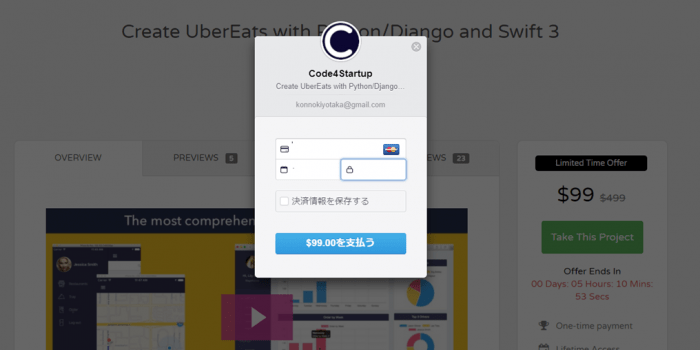 Create UberEats with Python/Django and Swift 3
C
Code4Startup
Create UberEats with Python/Django...
konnokiyotaka@gmail.com
決済情報を保存する
$99.00を支払う
OVERVIEW
PREVIEWS 5
EWS 23
The most comprehen
Limited Time Offer
$99 $499
Take This Project
Offer Ends In
00 Days: 05 Hours: 10 Mins:
53 Secs
One-time payment
Lifetime Access